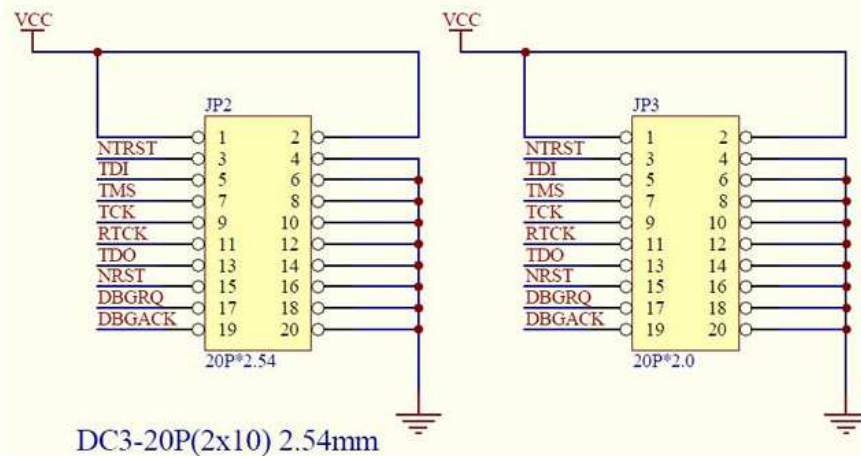 VCC
JP2
1 2
NTRST 3 4
TDI 5 6
TMS 7 8
TCK 9 10
RTCK 11 12
TDO 13 14
NRST 15 16
DBGRQ 17 18
DBGACK 19 20
20P*2.54
DC3-20P(2x10) 2.54mm
VCC
JP3
1 2
NTRST 3 4
TDI 5 6
TMS 7 8
TCK 9 10
RTCK 11 12
TDO 13 14
NRST 15 16
DBGRQ 17 18
DBGACK 19 20
20P*2.0